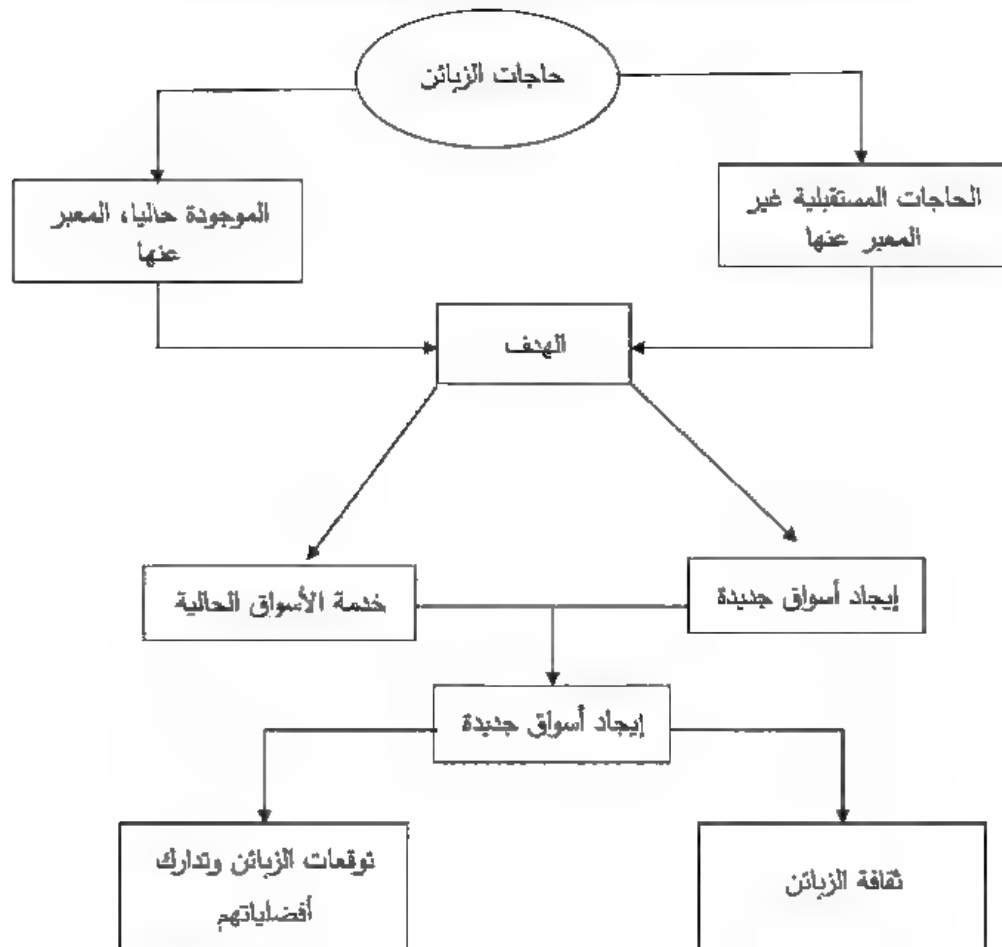 حاجات الزبائن
الحاجات المستقبلية غير
المعبر عنها
الموجودة حاليا، المعبر
عنها
الهدف
إيجاد أسواق جديدة
خدمة الأسواق الحالية
إيجاد أسواق جديدة
ثقافة الزبائن
توقعات الزبائن وتدارك
أفضلياتهم